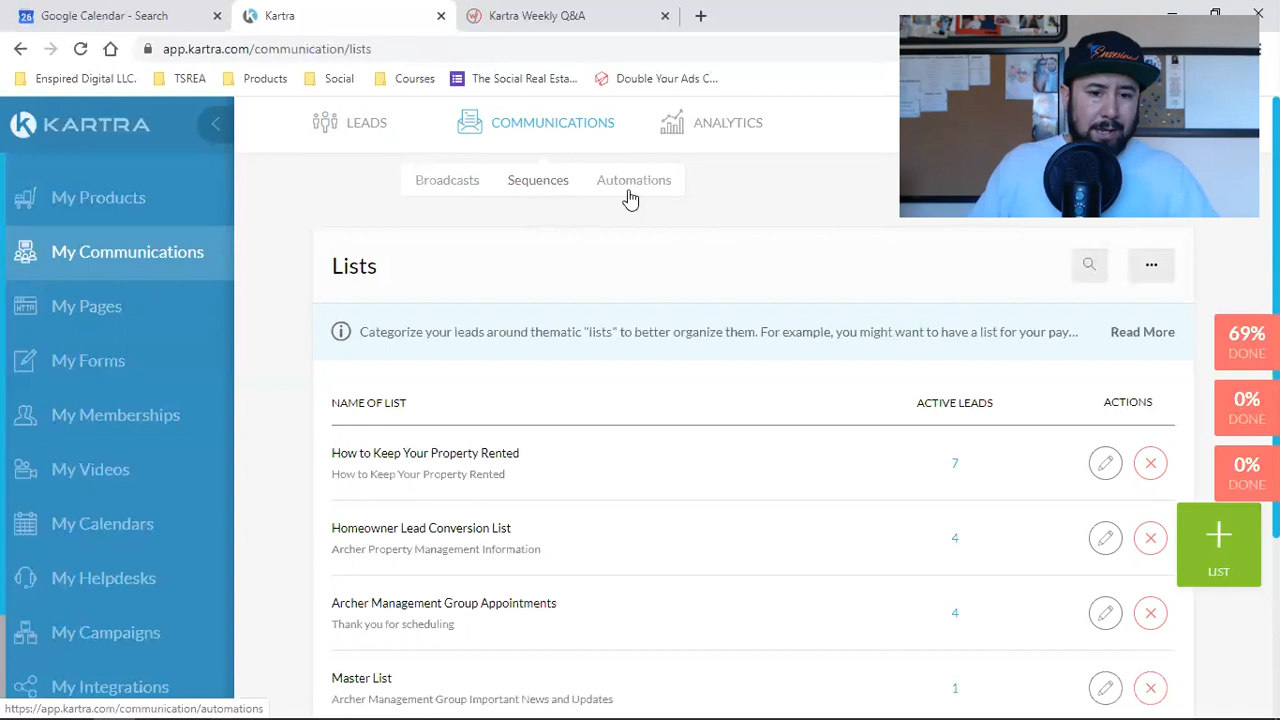 Google Calendar - Search
Kartra
Kartra Weekly Q&A
app.kartra.com/communication/lists
Enspired Digital LLC.
TSREA
Products
Social
Courses
The Social Real Esta...
Double Your Ads C...
KARTRA
LEADS
COMMUNICATIONS
ANALYTICS
Broadcasts
Sequences
Automations
My Products
My Communications
My Pages
My Forms
My Memberships
My Videos
My Calendars
My Helpdesks
My Campaigns
My Integrations
Lists
Categorize your leads around thematic "lists" to better organize them. For example, you might want to have a list for your pay... Read More
NAME OF LIST ACTIVE LEADS ACTIONS
How to Keep Your Property Rented 7
How to Keep Your Property Rented
Homeowner Lead Conversion List 4
Archer Property Management Information
Archer Management Group Appointments 4
Thank you for scheduling
Master List 1
Archer Management Group Important News and Updates
69%
DONE
0%
DONE
0%
DONE
LIST
https://app.kartra.com/communication/automations